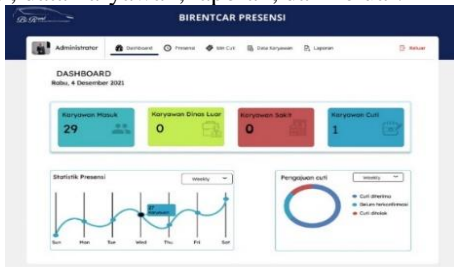 BIRENTCAR PRESENSI
Administrator Dashboard Presensi Izin Cuti Data Karyawan Laporan Keluar
DASHBOARD
Rabu, 4 Desember 2021
Karyawan Masuk Karyawan Dinas Luar Karyawan Sakit Karyawan Cuti
29 0 0 1
Statistik Presensi Weekly Pengajuan cuti Weekly
Cuti diterima
Belum terkonfirmasi
Cuti ditolak
Sun Mon Tue Wed Thu Fri Sat